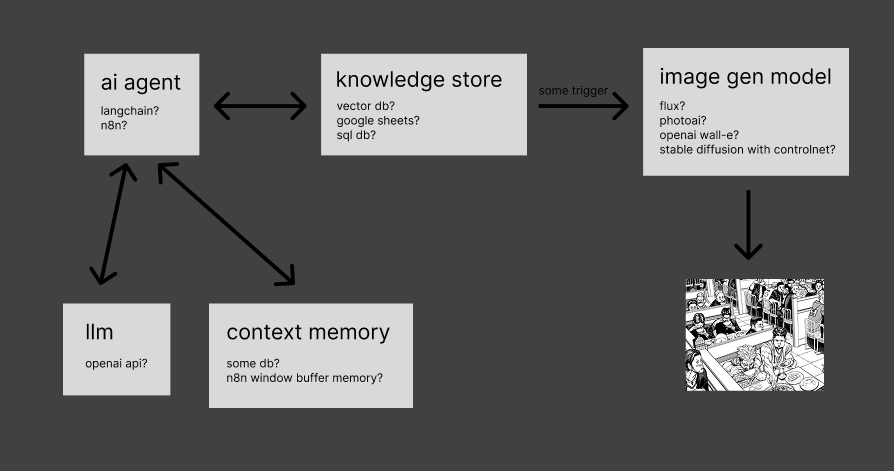 ai agent
langchain?
n8n?
knowledge store
vector db?
google sheets?
sql db?
some trigger
image gen model
flux?
photoai?
openai wall-e?
stable diffusion with controlnet?
llm
openai api?
context memory
some db?
n8n window buffer memory?